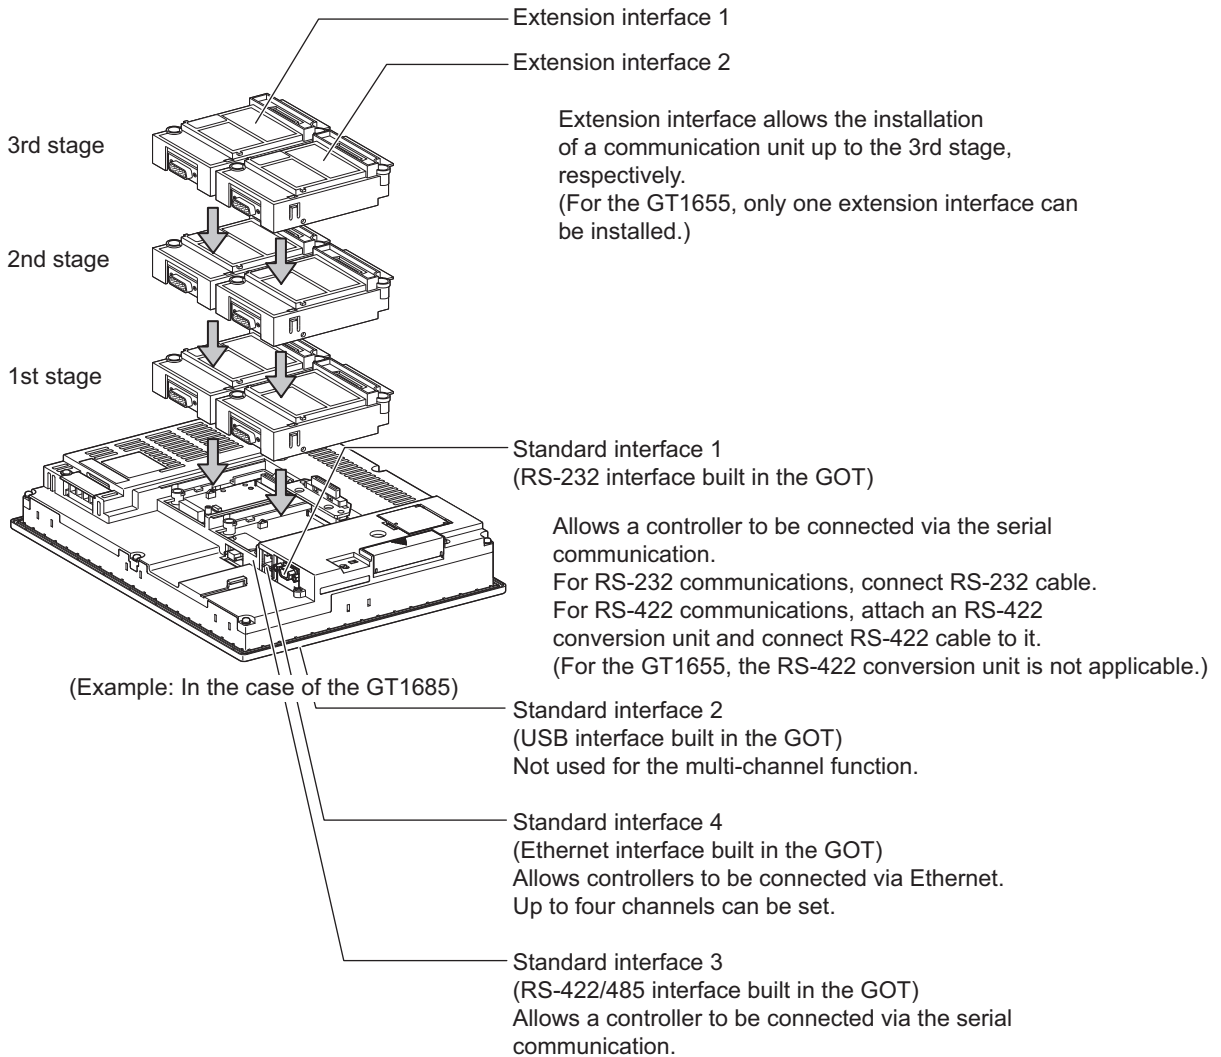 Extension interface 1
Extension interface 2
Extension interface allows the installation
of a communication unit up to the 3rd stage,
respectively.
(For the GT1655, only one extension interface can
be installed.)
3rd stage
2nd stage
1st stage
Standard interface 1
(RS-232 interface built in the GOT)
Allows a controller to be connected via the serial
communication.
For RS-232 communications, connect RS-232 cable.
For RS-422 communications, attach an RS-422
conversion unit and connect RS-422 cable to it.
(For the GT1655, the RS-422 conversion unit is not applicable.)
(Example: In the case of the GT1685)
Standard interface 2
(USB interface built in the GOT)
Not used for the multi-channel function.
Standard interface 4
(Ethernet interface built in the GOT)
Allows controllers to be connected via Ethernet.
Up to four channels can be set.
Standard interface 3
(RS-422/485 interface built in the GOT)
Allows a controller to be connected via the serial
communication.